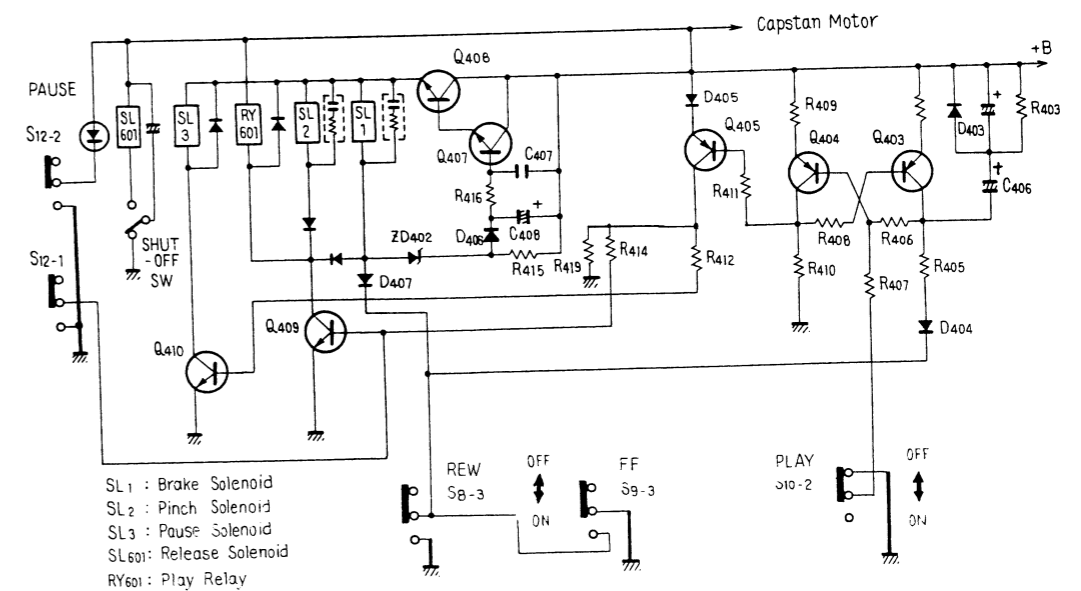 Capstan Motor
+B
Q408
PAUSE
S12-2
SL 601
SL 3
RY 601
SL 2
SL 1
D405
Q405
R409
Q404
Q403
D403
R403
Q407
C407
R416
C408
+
+
+
C406
R411
R408
R406
D406
ZD402
R415
R419
R414
R412
R410
R407
R405
SHUT
-OFF
SW
S12-1
D407
D404
Q409
Q410
REW
S8-3
OFF
ON
FF
S9-3
PLAY
S10-2
OFF
ON
SL1 : Brake Solenoid
SL2 : Pinch Solenoid
SL3 : Pause Solenoid
SL601: Release Solenoid
RY601 : Play Relay